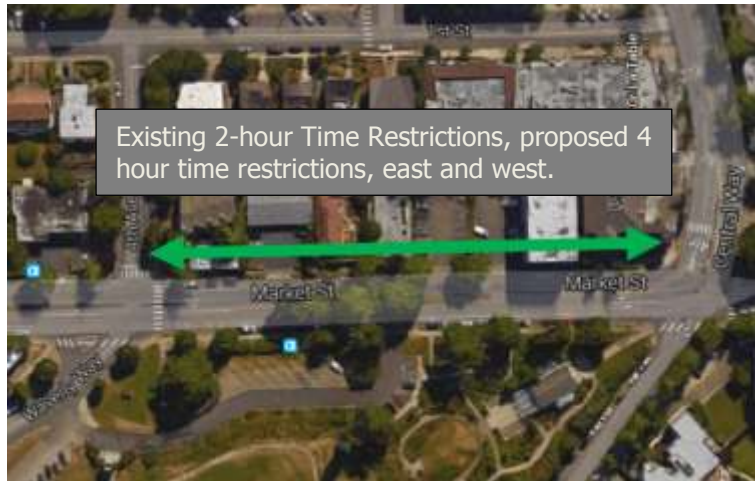 1st St
Existing 2-hour Time Restrictions, proposed 4
hour time restrictions, east and west.
Central Way
Market St
Market St